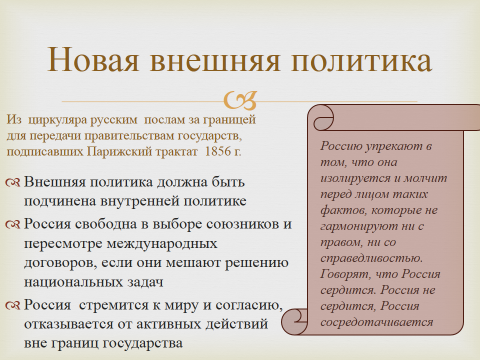 Новая внешняя политика
Из циркуляра русским послам за границей
для передачи правительствам государств,
подписавших Парижский трактат 1856 г.
Внешняя политика должна быть
подчинена внутренней политике
Россия свободна в выборе союзников и
пересмотре международных
договоров, если они мешают решению
национальных задач
Россия стремится к миру и согласию,
отказывается от активных действий
вне границ государства
Россию упрекают в
том, что она
изолируется и молчит
перед лицом таких
фактов, которые не
гармонируют ни с
правом, ни со
справедливостью.
Говорят, что Россия
сердится. Россия не
сердится, Россия
сосредотачивается